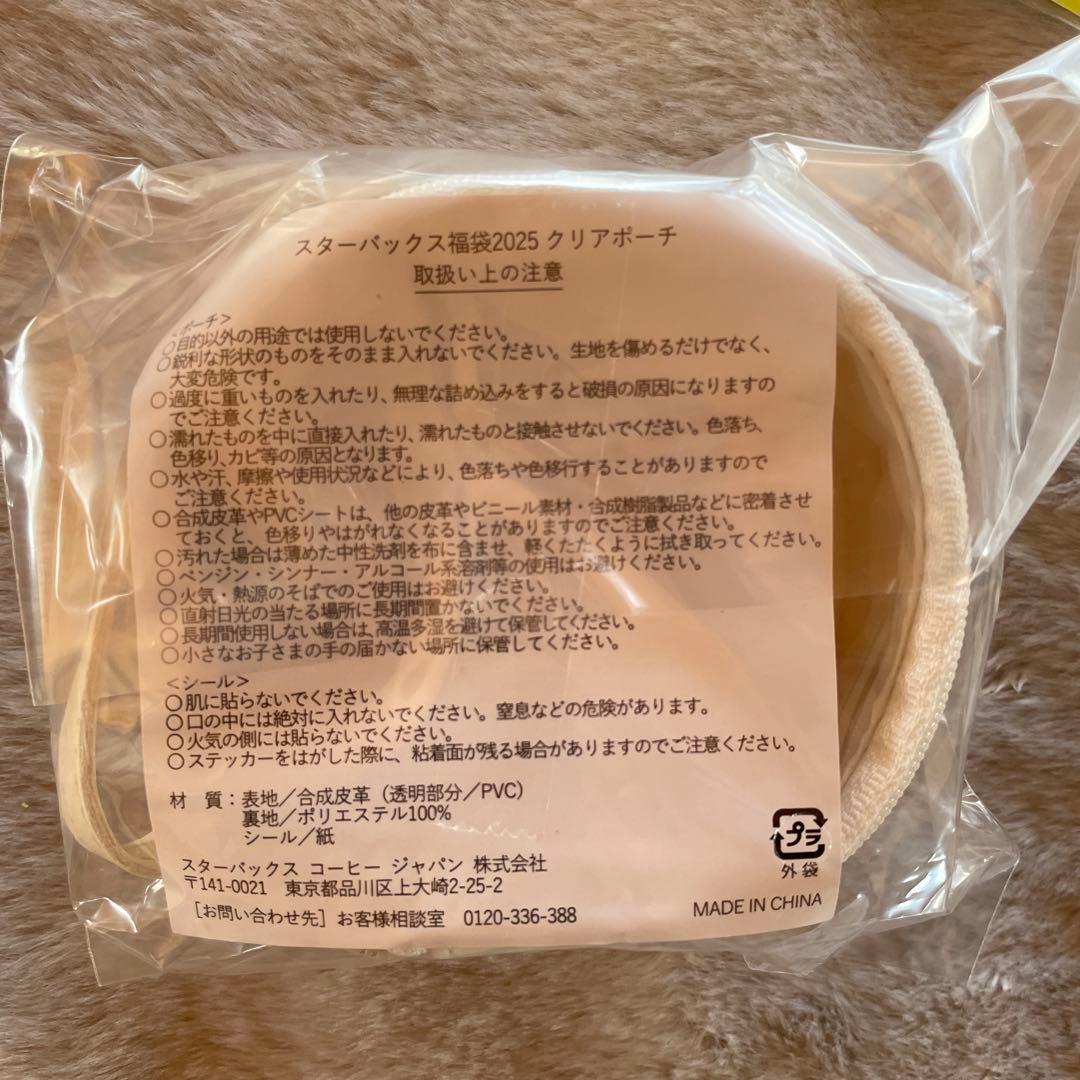 スターバックス福袋2025 クリアポーチ
取扱い上の注意
<ポーチ>
○目的以外の用途では使用しないでください。
○鋭利な形状のものをそのまま入れないでください。生地を傷めるだけでなく、
大変危険です。
○過度に重いものを入れたり、無理な詰め込みをすると破損の原因になりますの
でご注意ください。
○濡れたものを中に直接入れたり、濡れたものと接触させないでください。色落ち、
色移り、カビ等の原因となります。
○水や汗、摩擦や使用状況などにより、色落ちや色移行することがありますので
ご注意ください。
○合成皮革やPVCシートは、他の皮革やビニール素材・合成樹脂製品などに密着させ
ておくと、色移りやはがれなくなることがありますのでご注意ください。
○汚れた場合は薄めた中性洗剤を布に含ませ、軽くたたくように拭き取ってください。
○ベンジン・シンナー・アルコール系溶剤等の使用はお避けください。
○火気・熱源のそばでのご使用はお避けください。
○直射日光の当たる場所に長期間置かないでください。
○長期間使用しない場合は、高温多湿を避けて保管してください。
○小さなお子さまの手の届かない場所に保管してください。
<シール>
○肌に貼らないでください。
○口の中には絶対に入れないでください。窒息などの危険があります。
○火気の側には貼らないでください。
○ステッカーをはがした際に、粘着面が残る場合がありますのでご注意ください。
材 質：表地／合成皮革（透明部分／PVC）
裏地／ポリエステル100%
シール／紙
プラ
外袋
スターバックス コーヒー ジャパン 株式会社
〒141-0021 東京都品川区上大崎2-25-2
［お問い合わせ先］お客様相談室 0120-336-388
MADE IN CHINA